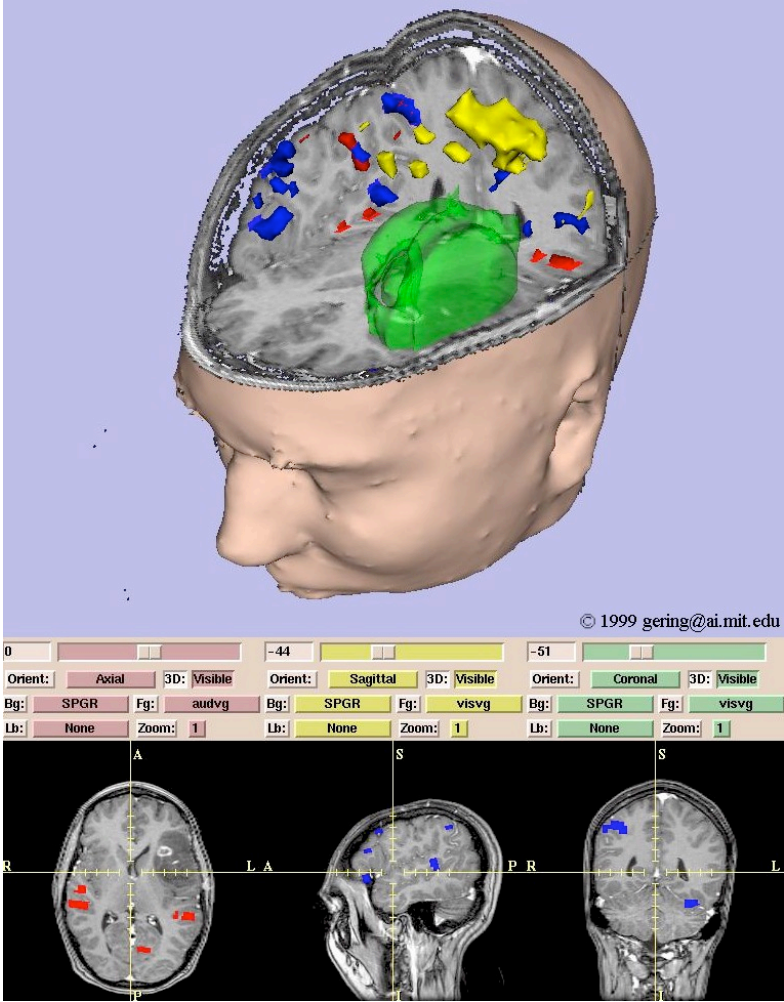 © 1999 gering@ai.mit.edu
0 -44 -51
Orient: Axial 3D: Visible Orient: Sagittal 3D: Visible Orient: Coronal 3D: Visible
Bg: SPGR Fg: audvg Bg: SPGR Fg: visvg Bg: SPGR Fg: visvg
Lb: None Zoom: 1 Lb: None Zoom: 1 Lb: None Zoom: 1
A S S
R L A P R L
P I I